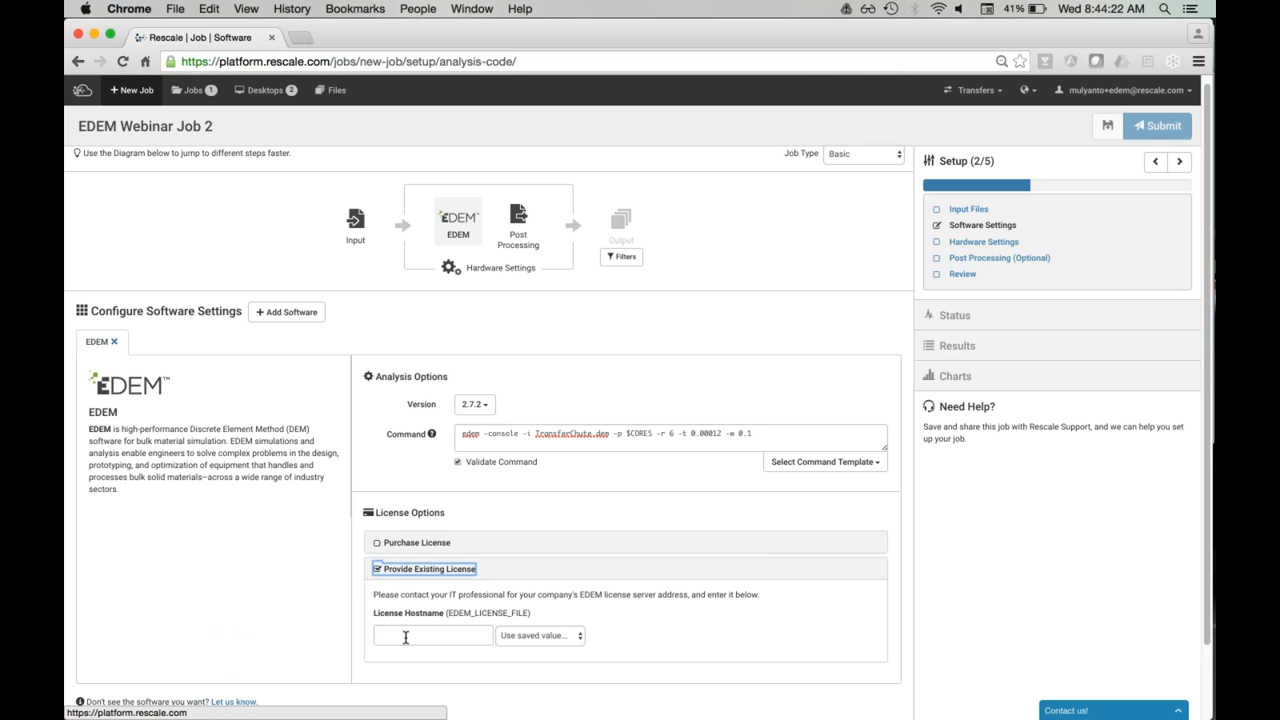 Chrome File Edit View History Bookmarks People Window Help 41% Wed 8:44:22 AM
Rescale | Job | Software
https://platform.rescale.com/jobs/new-job/setup/analysis-code/
+ New Job Jobs 1 Desktops 2 Files Transfers mulyanto+edem@rescale.com
EDEM Webinar Job 2
Submit
Use the Diagram below to jump to different steps faster.
Job Type Basic
Input
EDEM
EDEM
Post
Processing
Output
Filters
Hardware Settings
Configure Software Settings + Add Software
EDEM
EDEM™
EDEM
EDEM is high-performance Discrete Element Method (DEM)
software for bulk material simulation. EDEM simulations and
analysis enable engineers to solve complex problems in the design,
prototyping, and optimization of equipment that handles and
processes bulk solid materials–across a wide range of industry
sectors.
Analysis Options
Version 2.7.2
Command edem -console -i TransferChute.dem -p $CORES -r 6 -t 0.00012 -w 0.1
Validate Command
Select Command Template
License Options
Purchase License
Provide Existing License
Please contact your IT professional for your company's EDEM license server address, and enter it below.
License Hostname (EDEM_LICENSE_FILE)
Use saved value...
Don't see the software you want? Let us know.
https://platform.rescale.com
Setup (2/5)
Input Files
Software Settings
Hardware Settings
Post Processing (Optional)
Review
Status
Results
Charts
Need Help?
Save and share this job with Rescale Support, and we can help you set
up your job.
Contact us!